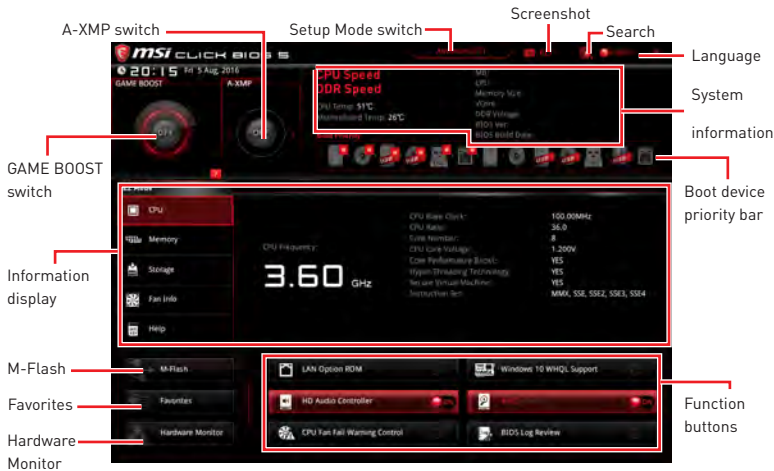 Screenshot
A-XMP switch
Setup Mode switch
Search
Language
msi CLICK BIOS 5
20:15 Fri 5 Aug, 2016
GAME BOOST
A-XMP
CPU Speed
DDR Speed
CPU Temp: 51°C
Motherboard Temp: 26°C
MB:
CPU:
Memory Size:
VCore:
DDR Voltage:
BIOS Ver:
BIOS Build Date:
System
information
GAME BOOST
switch
Boot device
priority bar
CPU
Memory
Storage
Fan Info
Help
CPU Frequency:
3.60 GHz
CPU Base Clock: 100.00MHz
CPU Ratio: 36.0
Core Number: 8
CPU Core Voltage: 1.200V
Core Performance Boost: YES
Hyper-Threading Technology: YES
Secure Virtual Machine: YES
Instruction Set: MMX, SSE, SSE2, SSE3, SSE4
Information
display
M-Flash
Favorites
Hardware
Monitor
M-Flash
Favorites
Hardware Monitor
LAN Option ROM
Windows 10 WHQL Support
HD Audio Controller
ON
CPU Fan Fail Warning Control
BIOS Log Review
Function
buttons